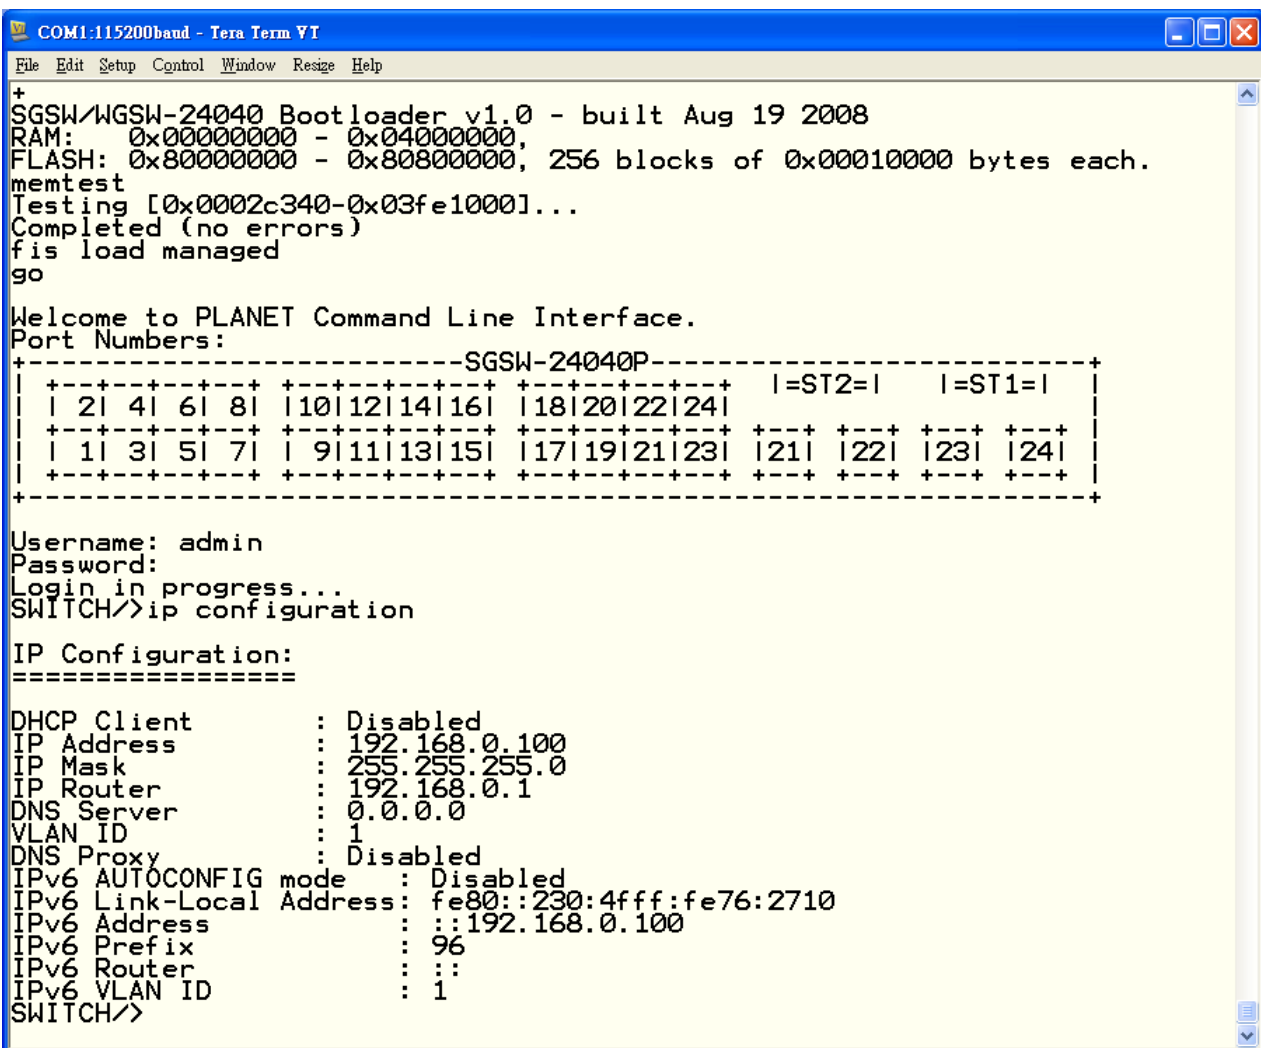 COM1:115200baud - Tera Term VT
File Edit Setup Control Window Resize Help
+
SGSW/WGSW-24040 Bootloader v1.0 - built Aug 19 2008
RAM:   0x00000000 - 0x04000000,
FLASH: 0x80000000 - 0x80800000, 256 blocks of 0x00010000 bytes each.
memtest
Testing [0x0002c340-0x03fe1000]...
Completed (no errors)
fis load managed
go
Welcome to PLANET Command Line Interface.
Port Numbers:
+--------------------------SGSW-24040P--------------------------+
|  +--+--+--+--+ +--+--+--+--+ +--+--+--+--+  |=ST2=|   |=ST1=|  |
|  | 2| 4| 6| 8| |10|12|14|16| |18|20|22|24|                     |
|  +--+--+--+--+ +--+--+--+--+ +--+--+--+--+ +--+ +--+ +--+ +--+ |
|  | 1| 3| 5| 7| | 9|11|13|15| |17|19|21|23| |21| |22| |23| |24| |
|  +--+--+--+--+ +--+--+--+--+ +--+--+--+--+ +--+ +--+ +--+ +--+ |
+---------------------------------------------------------------+
Username: admin
Password:
Login in progress...
SWITCH/>ip configuration
IP Configuration:
=================
DHCP Client       : Disabled
IP Address        : 192.168.0.100
IP Mask           : 255.255.255.0
IP Router         : 192.168.0.1
DNS Server        : 0.0.0.0
VLAN ID           : 1
DNS Proxy         : Disabled
IPv6 AUTOCONFIG mode   : Disabled
IPv6 Link-Local Address: fe80::230:4fff:fe76:2710
IPv6 Address           : ::192.168.0.100
IPv6 Prefix            : 96
IPv6 Router            : ::
IPv6 VLAN ID           : 1
SWITCH/>